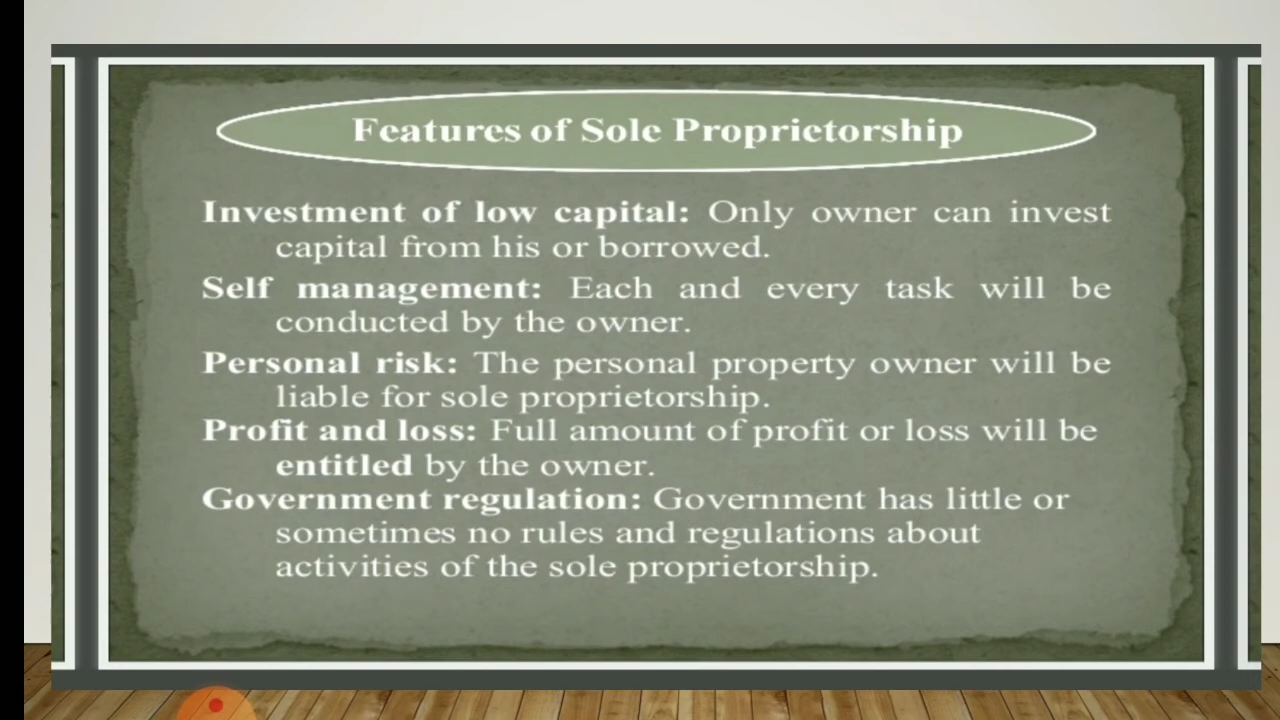 Features of Sole Proprietorship
Investment of low capital: Only owner can invest
capital from his or borrowed.
Self management: Each and every task will be
conducted by the owner.
Personal risk: The personal property owner will be
liable for sole proprietorship.
Profit and loss: Full amount of profit or loss will be
entitled by the owner.
Government regulation: Government has little or
sometimes no rules and regulations about
activities of the sole proprietorship.